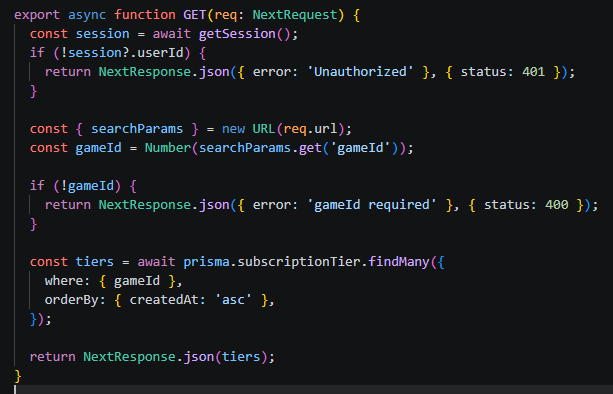 export async function GET(req: NextRequest) {
const session = await getSession();
if (!session?.userId) {
return NextResponse.json({ error: 'Unauthorized' }, { status: 401 });
}
const { searchParams } = new URL(req.url);
const gameId = Number(searchParams.get('gameId'));
if (!gameId) {
return NextResponse.json({ error: 'gameId required' }, { status: 400 });
}
const tiers = await prisma.subscriptionTier.findMany({
where: { gameId },
orderBy: { createdAt: 'asc' },
});
return NextResponse.json(tiers);
}